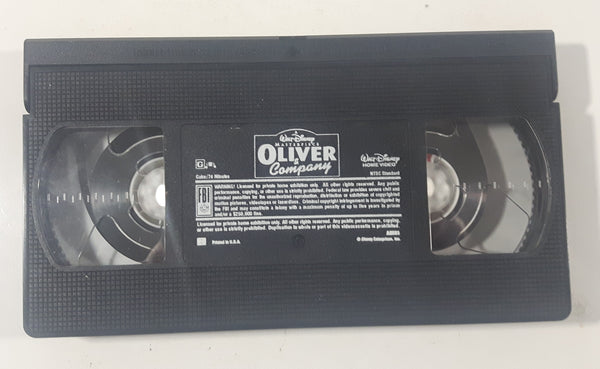 Walt Disney
MASTERPIECE
OLIVER
&
Company
G
Walt Disney
HOME VIDEO
Color/74 Minutes
NTSC Standard
FBI
WARNING! Licensed for private home exhibition only. All other rights reserved. Any public
performance, copying, or other use is strictly prohibited. Federal law provides severe civil and
criminal penalties for the unauthorized reproduction, distribution or exhibition of copyrighted
motion pictures, videotapes or videodiscs. Criminal copyright infringement is investigated by
the FBI and may constitute a felony with a maximum penalty of up to five years in prison
and/or a $250,000 fine.
Licensed for private home exhibition only. All other rights reserved. Any public performance, copying,
or other use is strictly prohibited. Duplication in whole or part of this videocassette is prohibited.
Printed in U.S.A.
© Disney Enterprises, Inc.